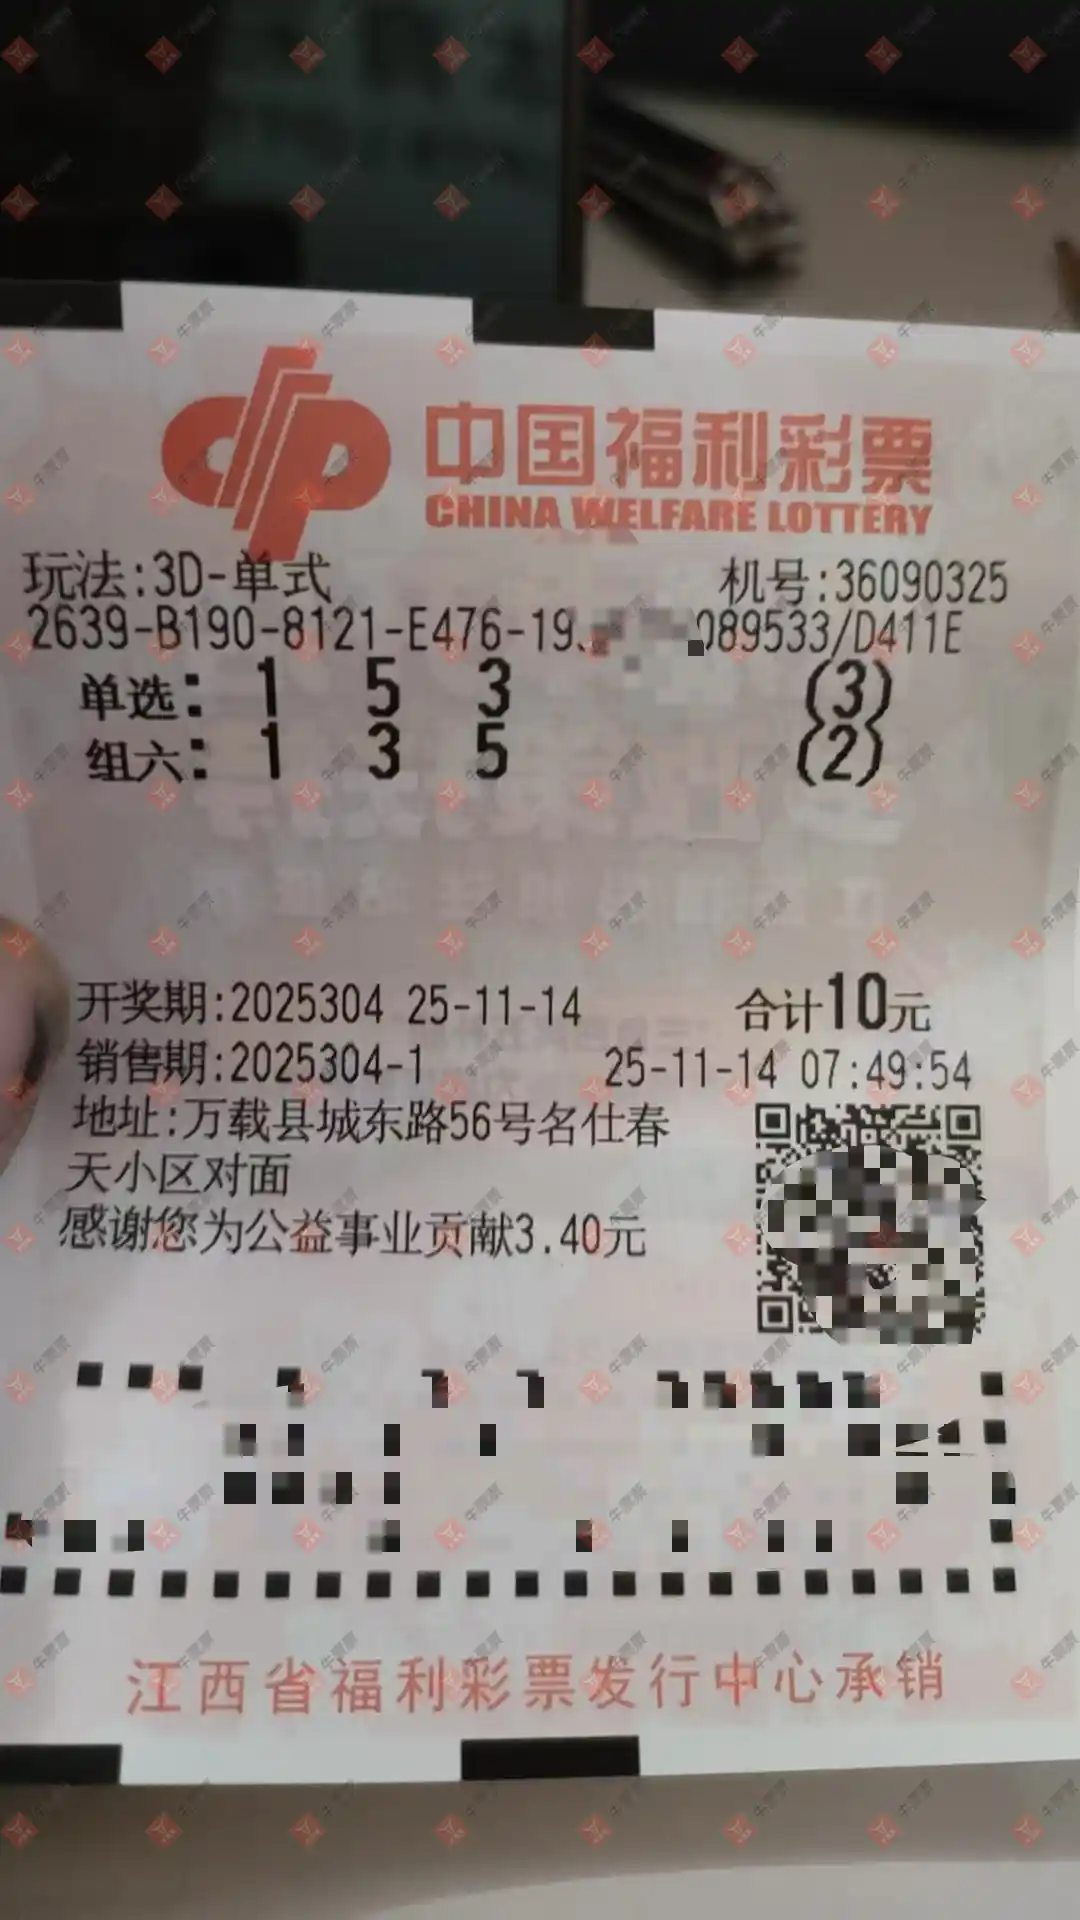 中国福利彩票
CHINA WELFARE LOTTERY
玩法:3D-单式 机号:36090325
2639-B190-8121-E476-19 089533/D411E
单选: 1 5 3 (3)
组六: 1 3 5 (2)
开奖期:2025304 25-11-14 合计10元
销售期:2025304-1 25-11-14 07:49:54
地址:万载县城东路56号名仕春
天小区对面
感谢您为公益事业贡献3.40元
江西省福利彩票发行中心承销
牛票票